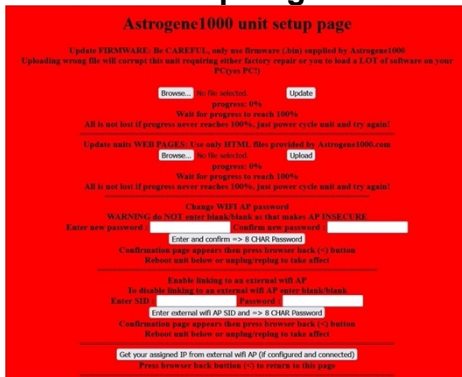 Astrogene1000 unit setup page
Update FIRMWARE: Be CAREFUL, only use firmware (.bin) supplied by Astrogene1000
Uploading wrong file will corrupt this unit requiring either factory repair or you to load a LOT of software on your
PC(yes PC!)
Browse... No file selected. Update
progress: 0%
Wait for progress to reach 100%
All is not lost if progress never reaches 100%, just power cycle unit and try again!
Update units WEB PAGES: Use only HTML files provided by Astrogene1000.com
Browse... No file selected. Upload
progress: 0%
Wait for progress to reach 100%
All is not lost if progress never reaches 100%, just power cycle unit and try again!
Change WIFI AP password
WARNING do NOT enter blank/blank as that makes AP INSECURE
Enter new password : Confirm new password :
Enter and confirm => 8 CHAR Password
Confirmation page appears then press browser back (<) button
Reboot unit below or unplug/replug to take affect
Enable linking to an external wifi AP
To disable linking to an external wifi AP enter blank/blank
Enter SID : Password :
Enter external wifi AP SID and => 8 CHAR Password
Confirmation page appears then press browser back (<) button
Reboot unit below or unplug/replug to take affect
Get your assigned IP from external wifi AP (if configured and connected)
Press browser back buttion (<) to return to this page